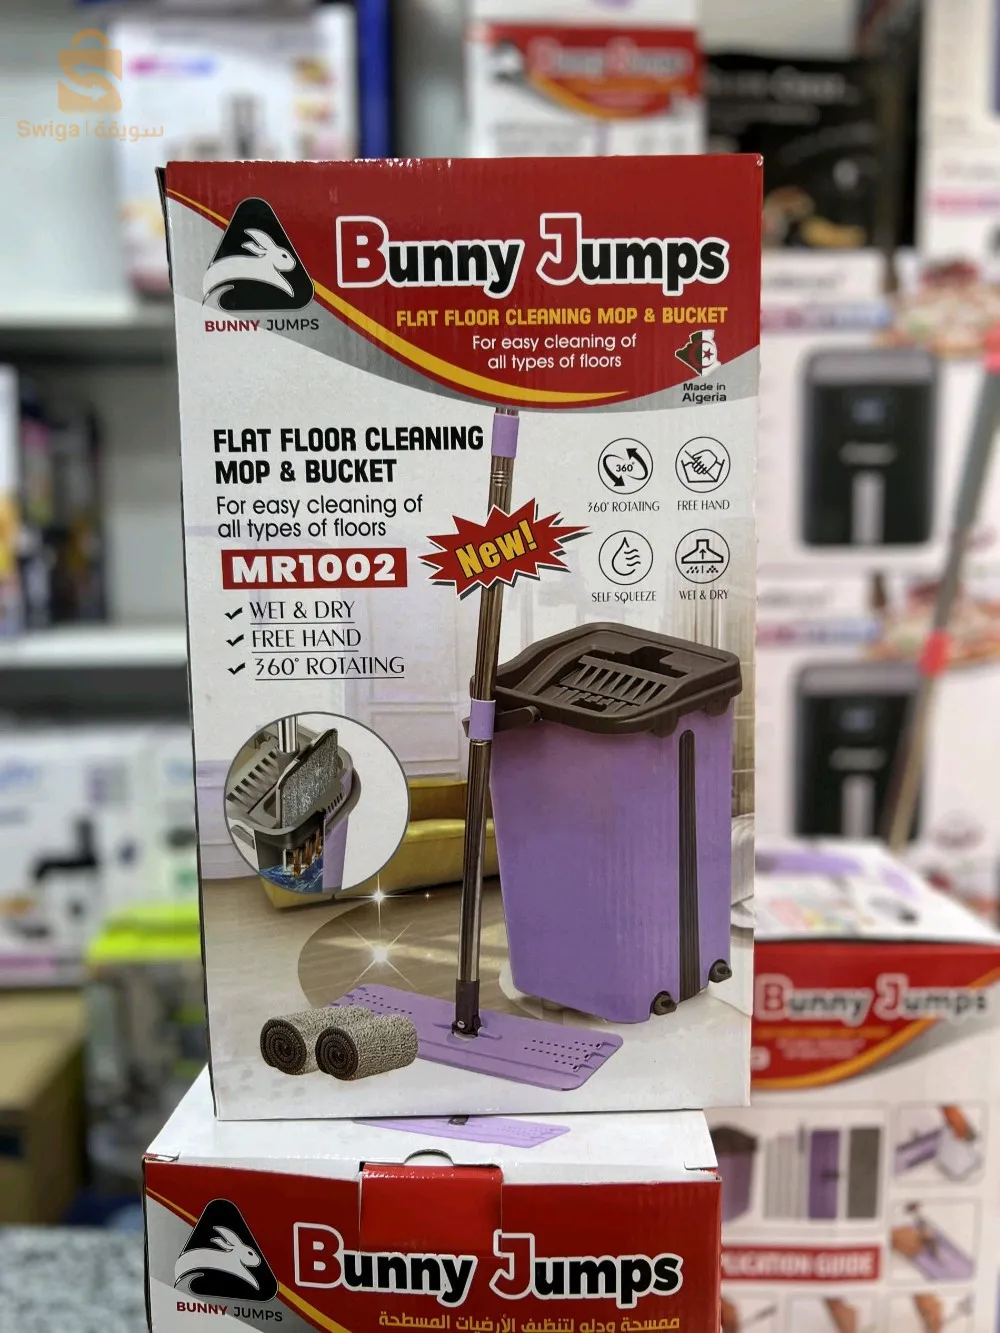 Swiga | سويقة
Bunny Jumps
BUNNY JUMPS
FLAT FLOOR CLEANING MOP & BUCKET
For easy cleaning of
all types of floors
Made in
Algeria
FLAT FLOOR CLEANING
MOP & BUCKET
For easy cleaning of
all types of floors
MR1002
WET & DRY
FREE HAND
360° ROTATING
New!
360°
360° ROTATING
FREE HAND
SELF SQUEEZE
WET & DRY
Bunny Jumps
PLICATION GUIDE
Bunny Jumps
BUNNY JUMPS
ممسحة ودلو لتنظيف الأرضيات المسطحة